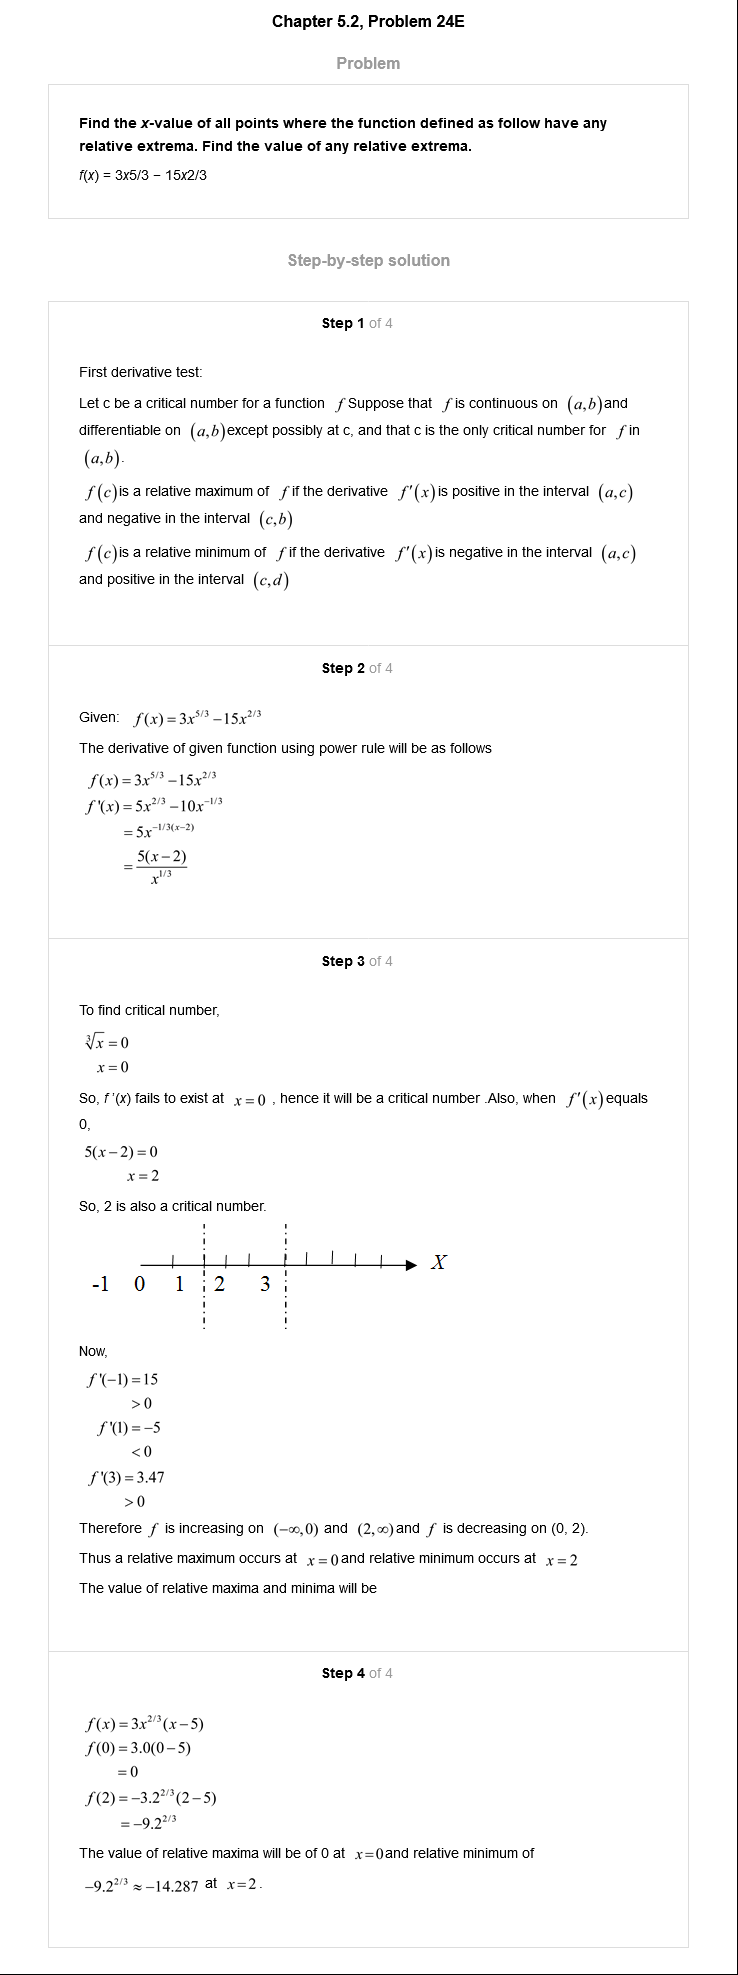 Chapter 5.2, Problem 24E
Problem
Find the x-value of all points where the function defined as follow have any
relative extrema. Find the value of any relative extrema.
f(x) = 3x5/3 − 15x2/3
Step-by-step solution
Step 1 of 4
First derivative test:
Let c be a critical number for a function f Suppose that f is continuous on (a,b) and
differentiable on (a,b) except possibly at c, and that c is the only critical number for f in
(a,b).
f(c) is a relative maximum of f if the derivative f'(x) is positive in the interval (a,c)
and negative in the interval (c,b)
f(c) is a relative minimum of f if the derivative f'(x) is negative in the interval (a,c)
and positive in the interval (c,d)
Step 2 of 4
Given: f(x) = 3x^{5/3} − 15x^{2/3}
The derivative of given function using power rule will be as follows
f(x) = 3x^{5/3} − 15x^{2/3}
f'(x) = 5x^{2/3} − 10x^{−1/3}
= 5x^{−1/3(x−2)}
= 5(x−2)/x^{1/3}
Step 3 of 4
To find critical number,
∛x = 0
x = 0
So, f'(x) fails to exist at x = 0 , hence it will be a critical number .Also, when f'(x) equals
0,
5(x−2) = 0
x = 2
So, 2 is also a critical number.
X
-1 0 1 2 3
Now,
f'(−1) = 15
> 0
f'(1) = −5
< 0
f'(3) = 3.47
> 0
Therefore f is increasing on (−∞,0) and (2,∞) and f is decreasing on (0, 2).
Thus a relative maximum occurs at x = 0 and relative minimum occurs at x = 2
The value of relative maxima and minima will be
Step 4 of 4
f(x) = 3x^{2/3}(x−5)
f(0) = 3.0(0−5)
= 0
f(2) = −3.2^{2/3}(2−5)
= −9.2^{2/3}
The value of relative maxima will be of 0 at x=0 and relative minimum of
−9.2^{2/3} ≈ −14.287 at x=2.